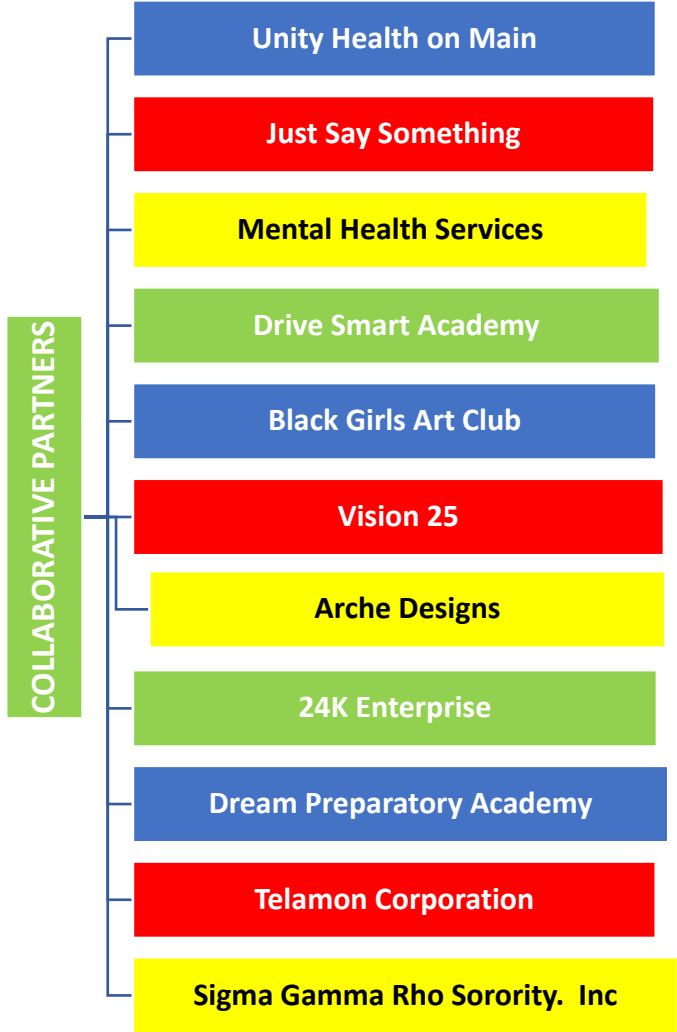 COLLABORATIVE PARTNERS
Unity Health on Main
Just Say Something
Mental Health Services
Drive Smart Academy
Black Girls Art Club
Vision 25
Arche Designs
24K Enterprise
Dream Preparatory Academy
Telamon Corporation
Sigma Gamma Rho Sorority.  Inc